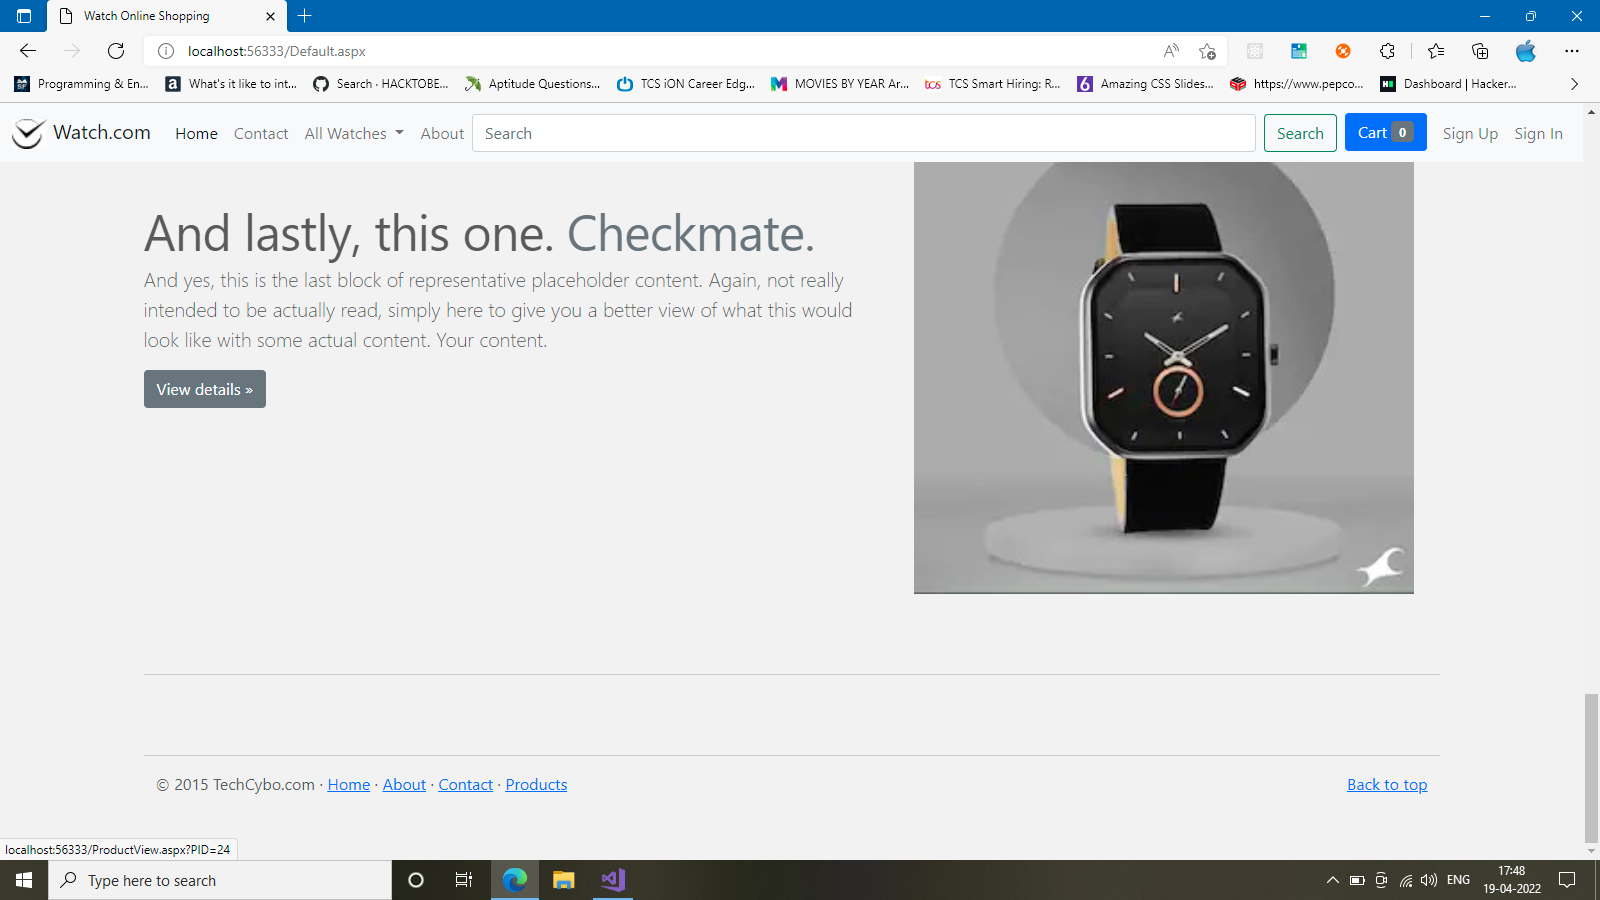 Watch Online Shopping
localhost:56333/Default.aspx
Programming & En... What's it like to int... Search · HACKTOBE... Aptitude Questions... TCS iON Career Edg... MOVIES BY YEAR Ar... TCS Smart Hiring: R... Amazing CSS Slides... https://www.pepco... Dashboard | Hacker...
Watch.com Home Contact All Watches About Search Search Cart 0 Sign Up Sign In
And lastly, this one. Checkmate.
And yes, this is the last block of representative placeholder content. Again, not really
intended to be actually read, simply here to give you a better view of what this would
look like with some actual content. Your content.
View details »
© 2015 TechCybo.com · Home · About · Contact · Products Back to top
localhost:56333/ProductView.aspx?PID=24
Type here to search
ENG
17:48
19-04-2022